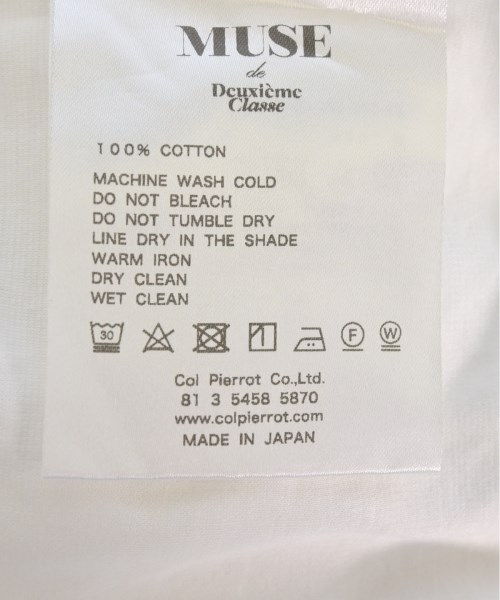 MUSE
de
Deuxième
Classe
100% COTTON
MACHINE WASH COLD
DO NOT BLEACH
DO NOT TUMBLE DRY
LINE DRY IN THE SHADE
WARM IRON
DRY CLEAN
WET CLEAN
30 F W
Col Pierrot Co.,Ltd.
81 3 5458 5870
www.colpierrot.com
MADE IN JAPAN